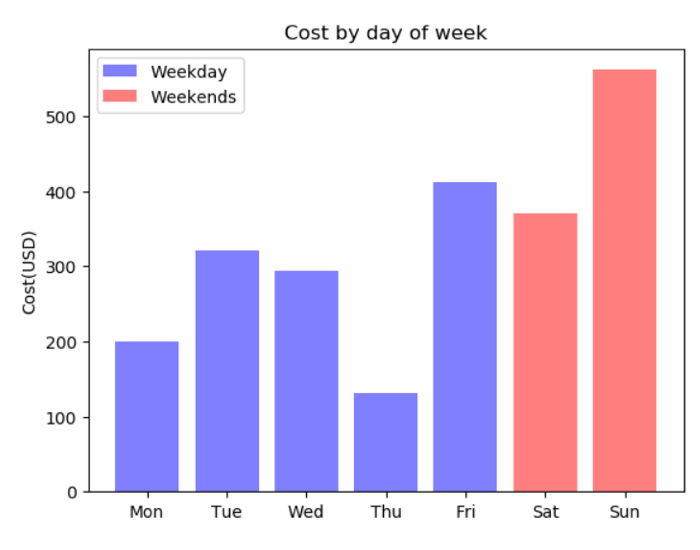 Cost by day of week
Weekday
Weekends
500
400
300
200
100
0
Cost(USD)
Mon Tue Wed Thu Fri Sat Sun